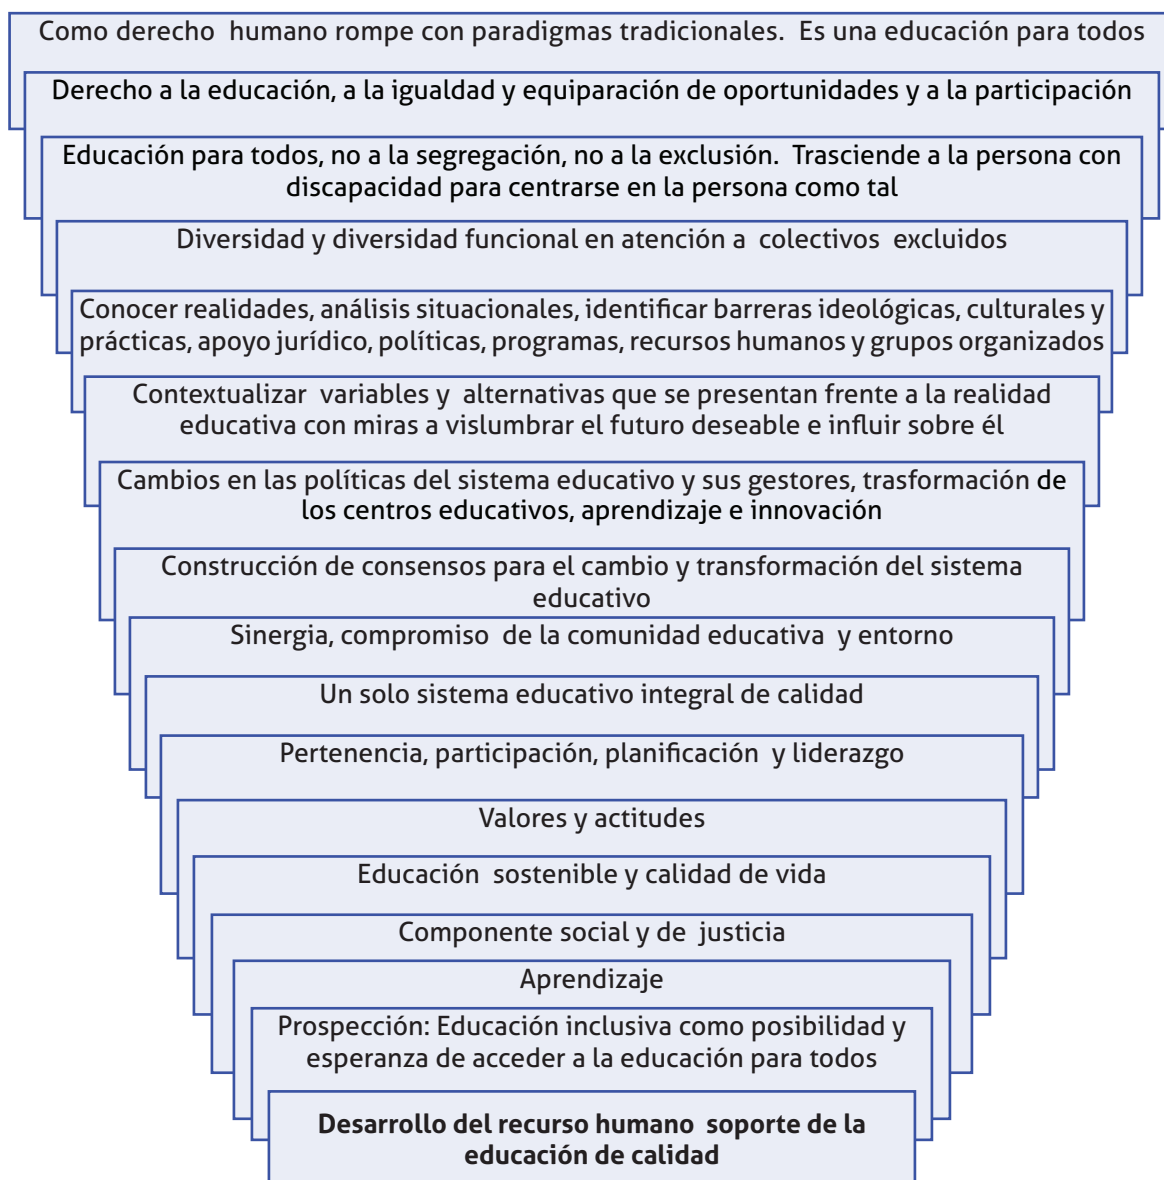 Como derecho humano rompe con paradigmas tradicionales. Es una educación para todos
Derecho a la educación, a la igualdad y equiparación de oportunidades y a la participación
Educación para todos, no a la segregación, no a la exclusión. Trasciende a la persona con
discapacidad para centrarse en la persona como tal
Diversidad y diversidad funcional en atención a colectivos excluidos
Conocer realidades, análisis situacionales, identificar barreras ideológicas, culturales y
prácticas, apoyo jurídico, políticas, programas, recursos humanos y grupos organizados
Contextualizar variables y alternativas que se presentan frente a la realidad
educativa con miras a vislumbrar el futuro deseable e influir sobre él
Cambios en las políticas del sistema educativo y sus gestores, trasformación de
los centros educativos, aprendizaje e innovación
Construcción de consensos para el cambio y transformación del sistema
educativo
Sinergia, compromiso de la comunidad educativa y entorno
Un solo sistema educativo integral de calidad
Pertenencia, participación, planificación y liderazgo
Valores y actitudes
Educación sostenible y calidad de vida
Componente social y de justicia
Aprendizaje
Prospección: Educación inclusiva como posibilidad y
esperanza de acceder a la educación para todos
Desarrollo del recurso humano soporte de la
educación de calidad